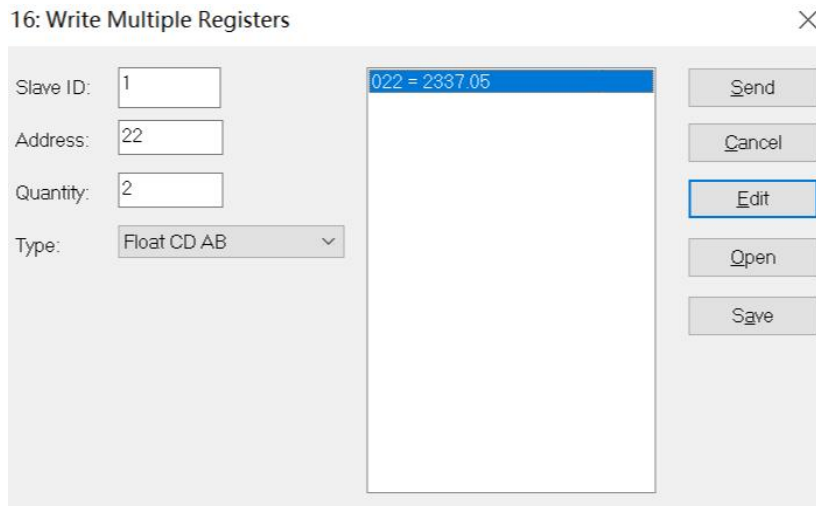 16: Write Multiple Registers
Slave ID: 1
Address: 22
Quantity: 2
Type: Float CD AB
022 = 2337.05
Send
Cancel
Edit
Open
Save